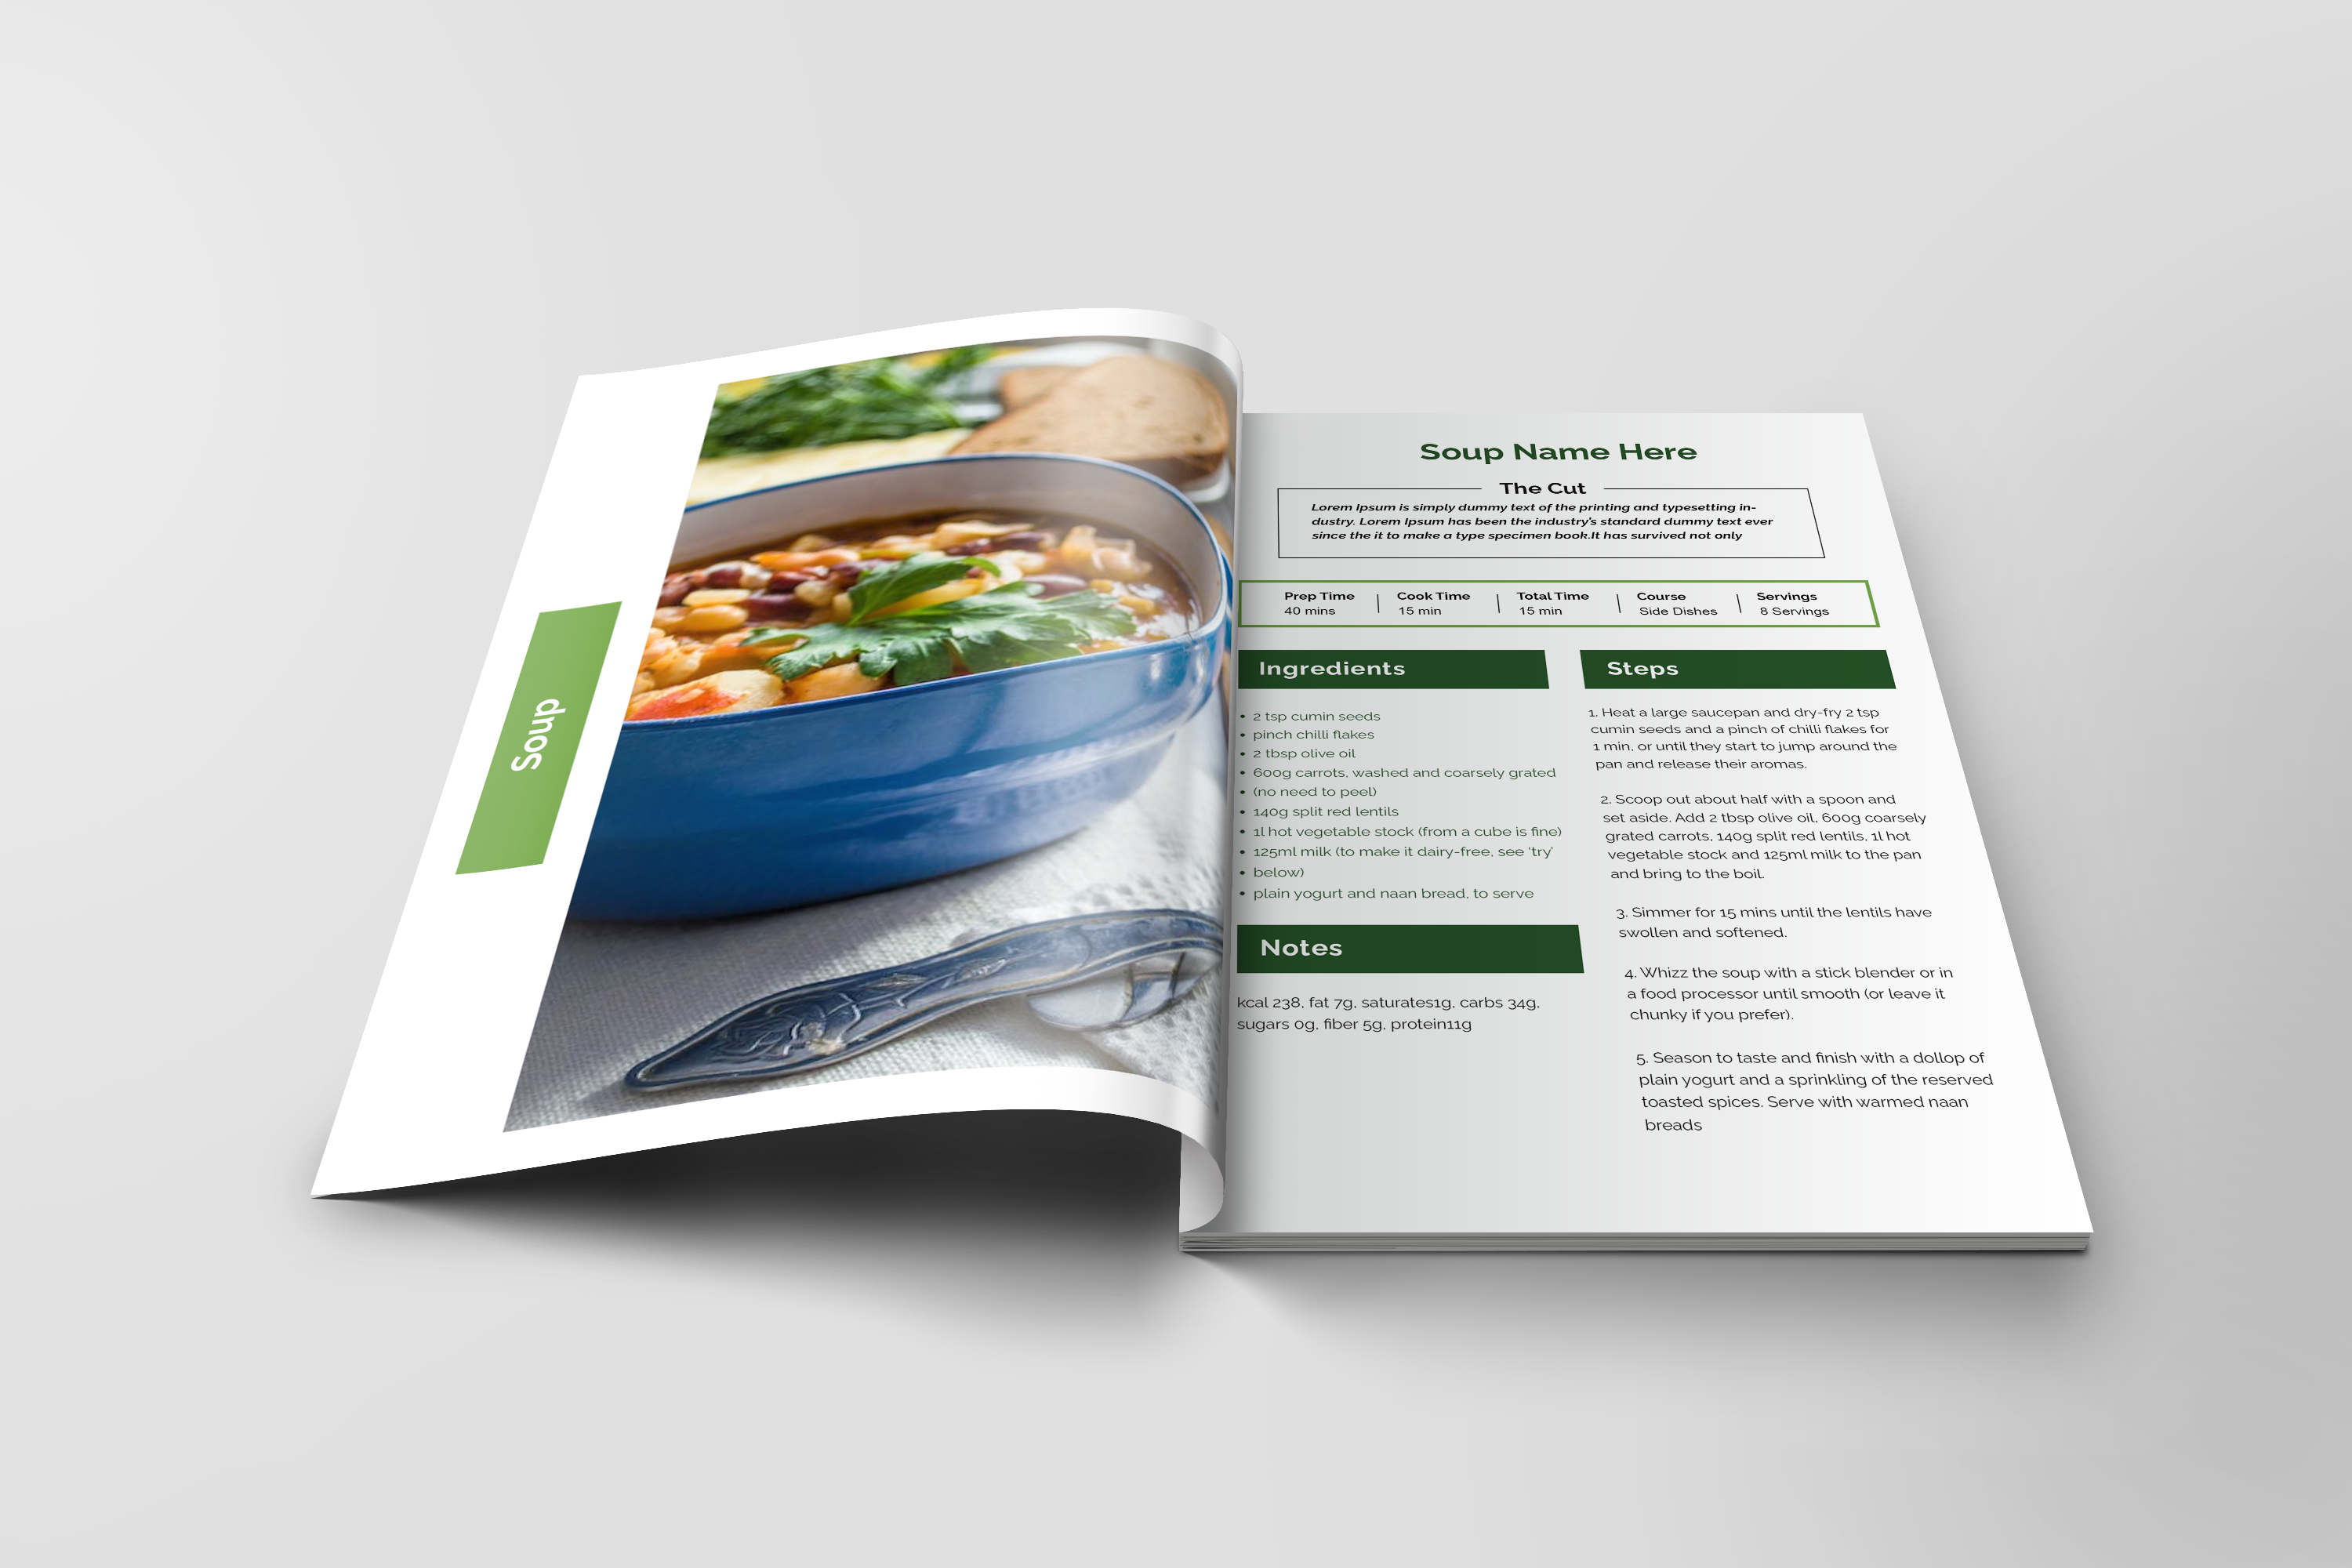 Soup
Soup Name Here
The Cut
Lorem Ipsum is simply dummy text of the printing and typesetting in-
dustry. Lorem Ipsum has been the industry's standard dummy text ever
since the it to make a type specimen book.It has survived not only
Prep Time | Cook Time | Total Time | Course | Servings
40 mins 15 min 15 min Side Dishes 8 Servings
Ingredients
• 2 tsp cumin seeds
• pinch chilli flakes
• 2 tbsp olive oil
• 600g carrots, washed and coarsely grated
• (no need to peel)
• 140g split red lentils
• 1l hot vegetable stock (from a cube is fine)
• 125ml milk (to make it dairy-free, see ‘try’
• below)
• plain yogurt and naan bread, to serve
Notes
kcal 238, fat 7g, saturates1g, carbs 34g,
sugars 0g, fiber 5g, protein11g
Steps
1. Heat a large saucepan and dry-fry 2 tsp
cumin seeds and a pinch of chilli flakes for
1 min, or until they start to jump around the
pan and release their aromas.
2. Scoop out about half with a spoon and
set aside. Add 2 tbsp olive oil, 600g coarsely
grated carrots, 140g split red lentils, 1l hot
vegetable stock and 125ml milk to the pan
and bring to the boil.
3. Simmer for 15 mins until the lentils have
swollen and softened.
4. Whizz the soup with a stick blender or in
a food processor until smooth (or leave it
chunky if you prefer).
5. Season to taste and finish with a dollop of
plain yogurt and a sprinkling of the reserved
toasted spices. Serve with warmed naan
breads